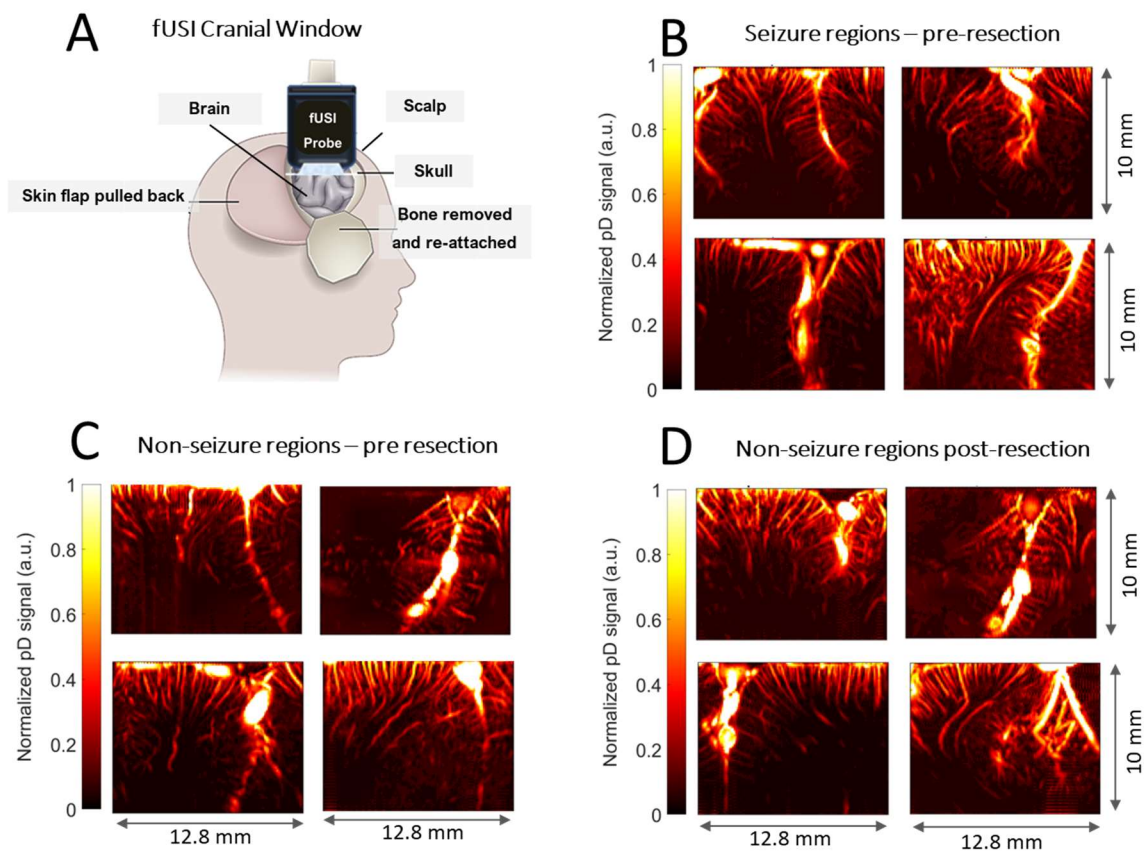 A
fUSI Cranial Window
Brain
fUSI
Probe
Scalp
Skull
Skin flap pulled back
Bone removed
and re-attached
B
Seizure regions – pre-resection
Normalized pD signal (a.u.)
1
0.8
0.6
0.4
0.2
0
10 mm
10 mm
C
Non-seizure regions – pre resection
Normalized pD signal (a.u.)
1
0.8
0.6
0.4
0.2
0
12.8 mm
12.8 mm
D
Non-seizure regions post-resection
Normalized pD signal (a.u.)
1
0.8
0.6
0.4
0.2
0
10 mm
10 mm
12.8 mm
12.8 mm